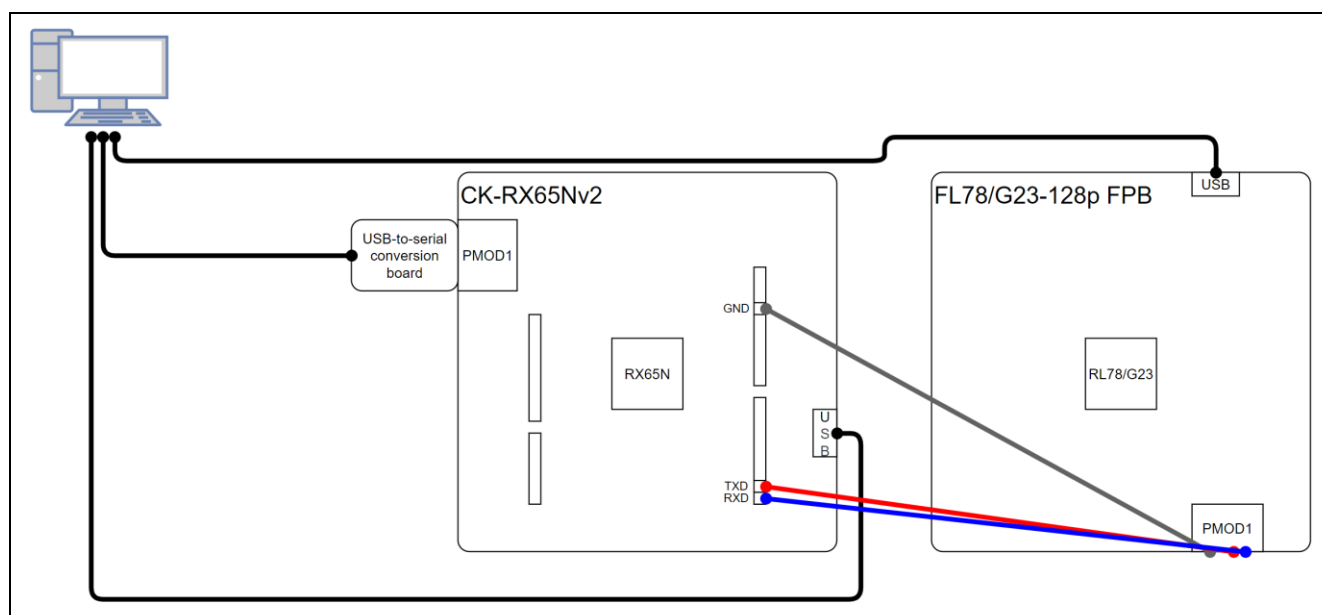 CK-RX65Nv2
FL78/G23-128p FPB
USB
USB-to-serial
conversion
board
PMOD1
GND
RX65N
RL78/G23
U
S
B
TXD
RXD
PMOD1